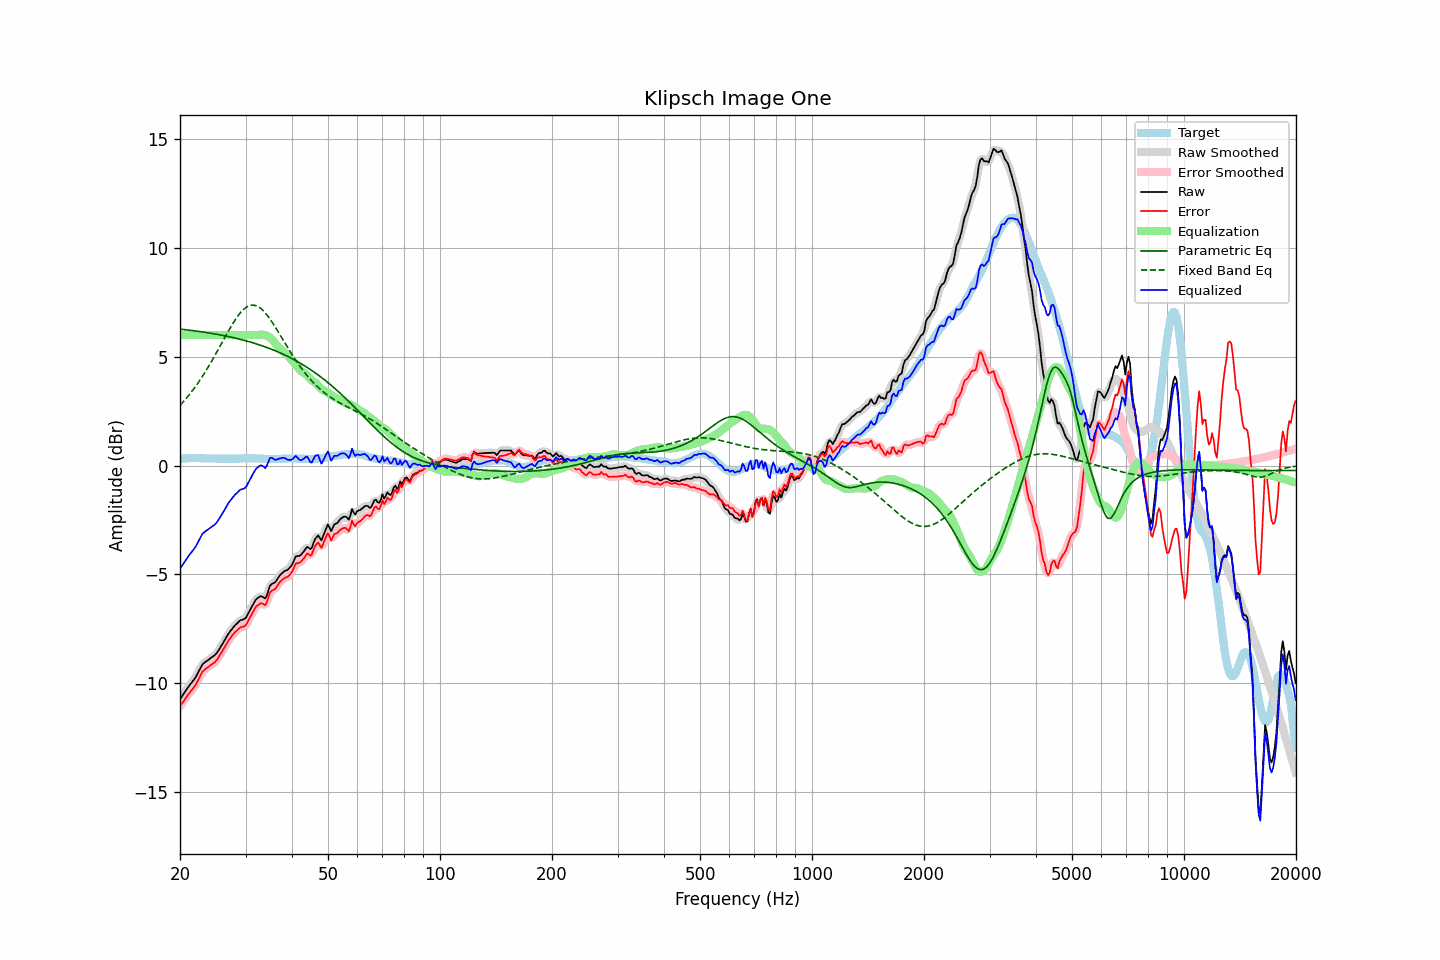 Klipsch Image One
15
10
5
0
−5
−10
−15
Amplitude (dBr)
Target
Raw Smoothed
Error Smoothed
Raw
Error
Equalization
Parametric Eq
Fixed Band Eq
Equalized
20 50 100 200 500 1000 2000 5000 10000 20000
Frequency (Hz)